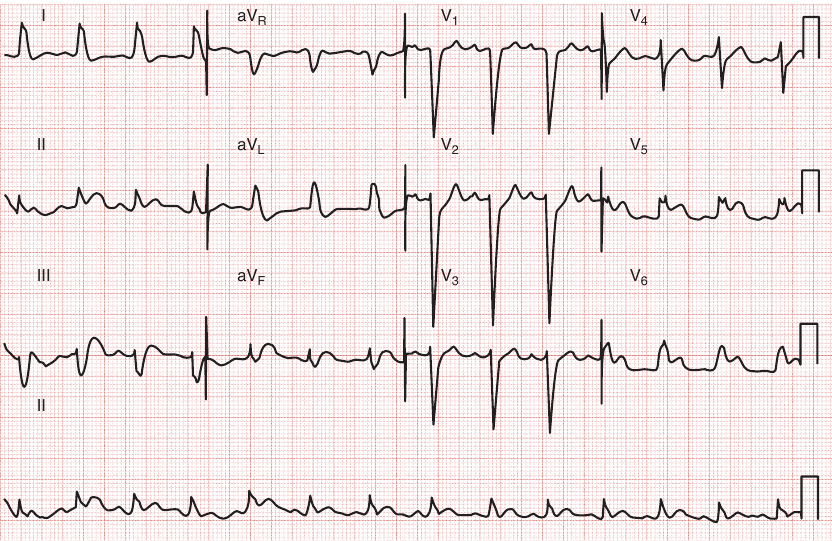 I aVR V1 V4
II aVL V2 V5
III aVF V3 V6
II